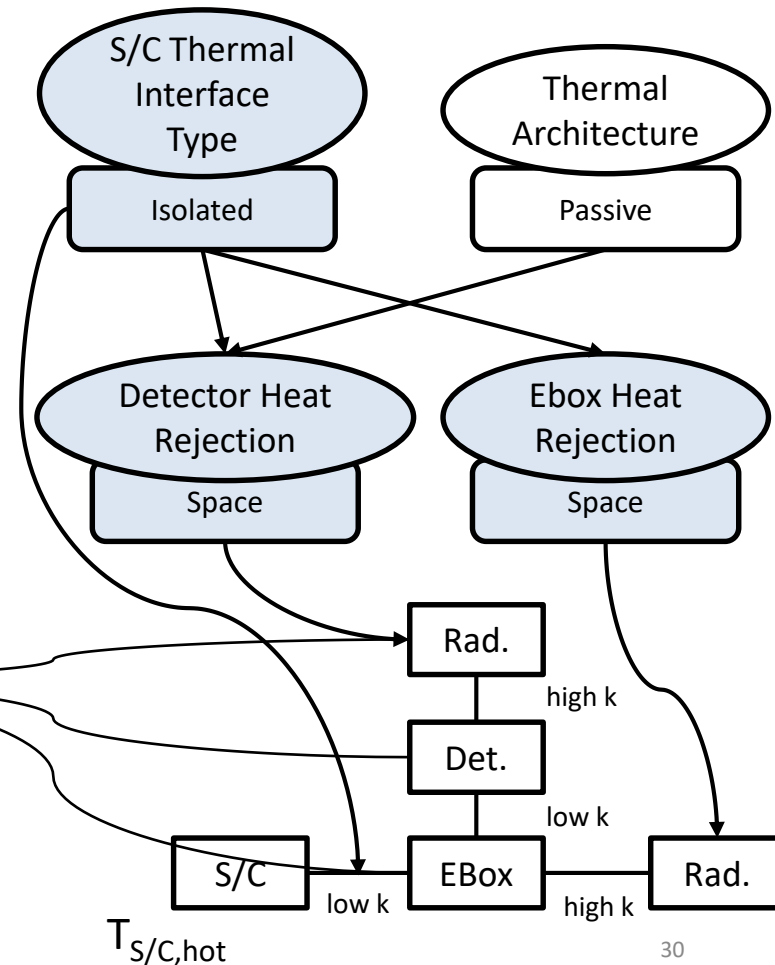 S/C Thermal
Interface
Type
Isolated
Thermal
Architecture
Passive
Detector Heat
Rejection
Space
Ebox Heat
Rejection
Space
Rad.
high k
Det.
low k
S/C
low k
EBox
high k
Rad.
T S/C,hot
30